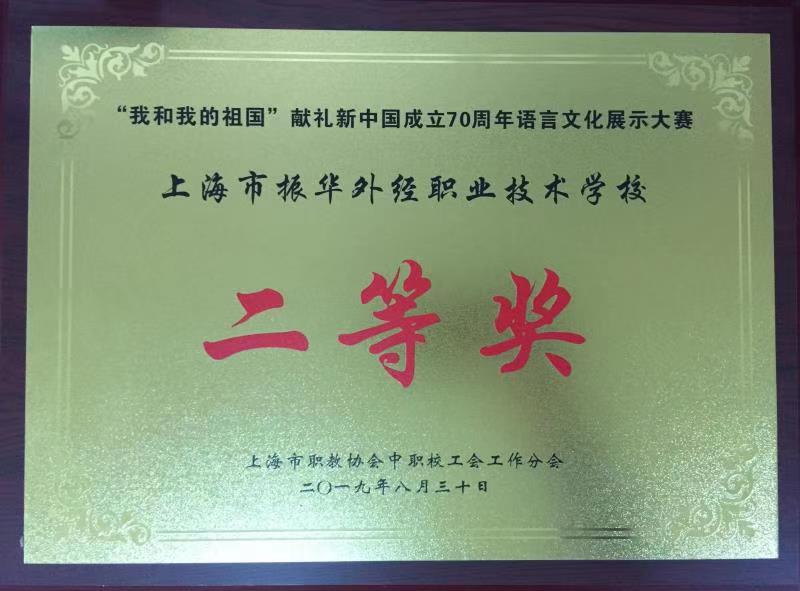 “我和我的祖国”献礼新中国成立70周年语言文化展示大赛
上海市振华外经职业技术学校
二等奖
上海市职教协会中职校工会工作分会
二〇一九年八月三十日